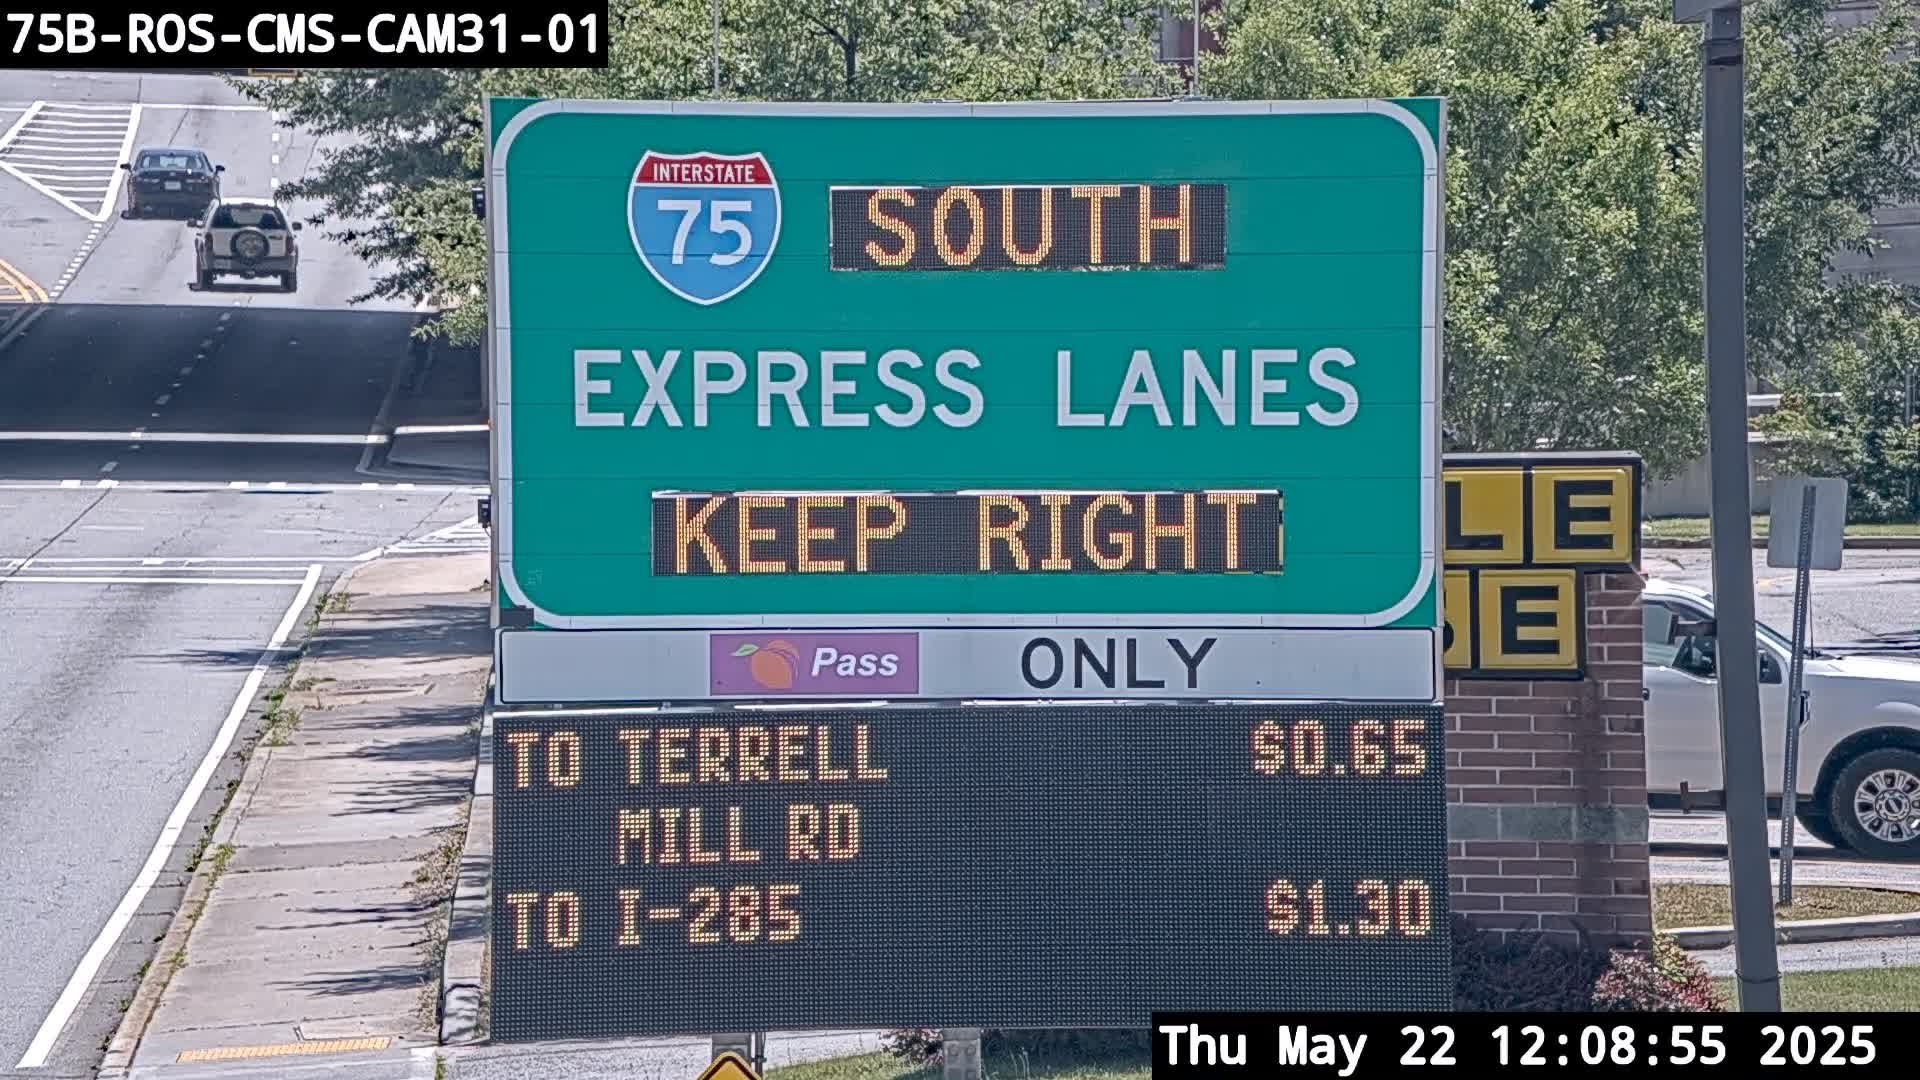 75B-ROS-CMS-CAM31-01
INTERSTATE
75
SOUTH
EXPRESS LANES
KEEP RIGHT
Pass ONLY
TO TERRELL $0.65
MILL RD
TO I-285 $1.30
LE
E
Thu May 22 12:08:55 2025